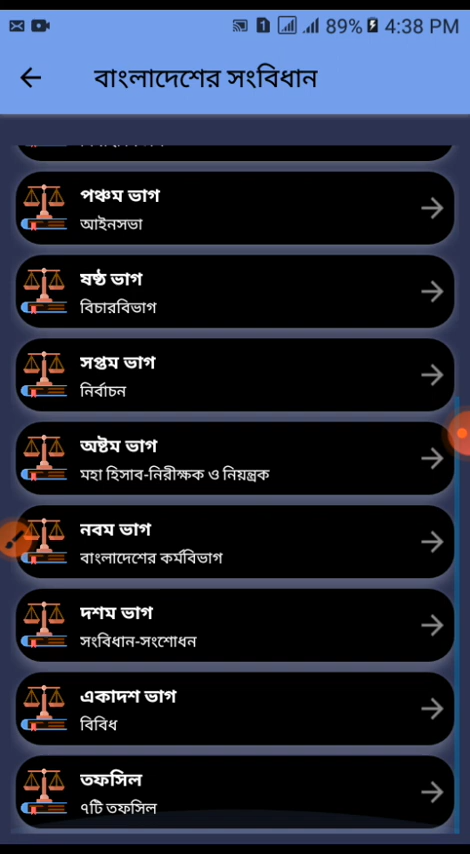 89% 4:38 PM
বাংলাদেশের সংবিধান
পঞ্চম ভাগ
আইনসভা
ষষ্ঠ ভাগ
বিচারবিভাগ
সপ্তম ভাগ
নির্বাচন
অষ্টম ভাগ
মহা হিসাব-নিরীক্ষক ও নিয়ন্ত্রক
নবম ভাগ
বাংলাদেশের কর্মবিভাগ
দশম ভাগ
সংবিধান-সংশোধন
একাদশ ভাগ
বিবিধ
তফসিল
৭টি তফসিল